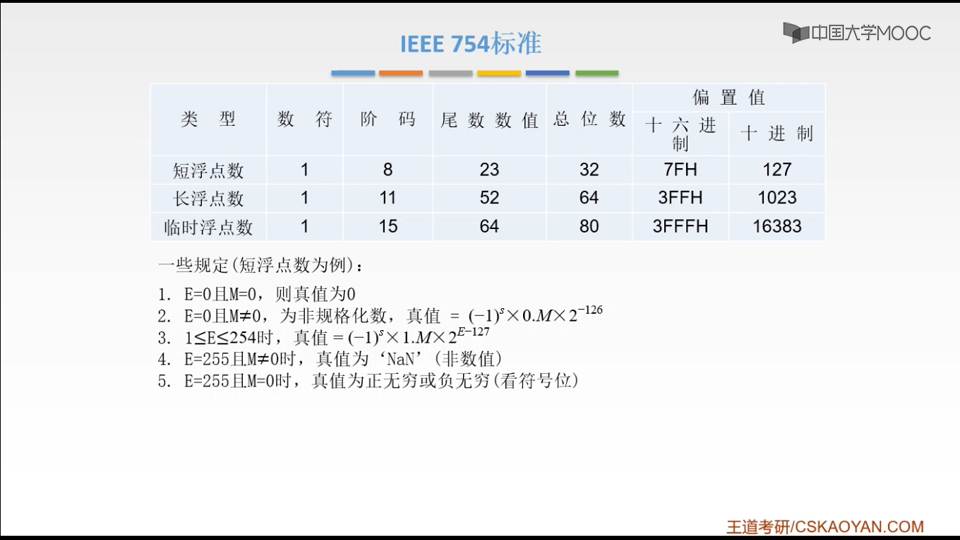 IEEE 754标准
中国大学MOOC
类 型 数 符 阶 码 尾数数值 总位数 偏置值
十六进制 十进制
短浮点数 1 8 23 32 7FH 127
长浮点数 1 11 52 64 3FFH 1023
临时浮点数 1 15 64 80 3FFFH 16383
一些规定(短浮点数为例)：
1. E=0且M=0，则真值为0
2. E=0且M≠0，为非规格化数，真值 = (−1)ˢ×0.M×2⁻¹²⁶
3. 1≤E≤254时，真值 = (−1)ˢ×1.M×2ᴱ⁻¹²⁷
4. E=255且M≠0时，真值为‘NaN’(非数值)
5. E=255且M=0时，真值为正无穷或负无穷(看符号位)
王道考研/CSKAOYAN.COM